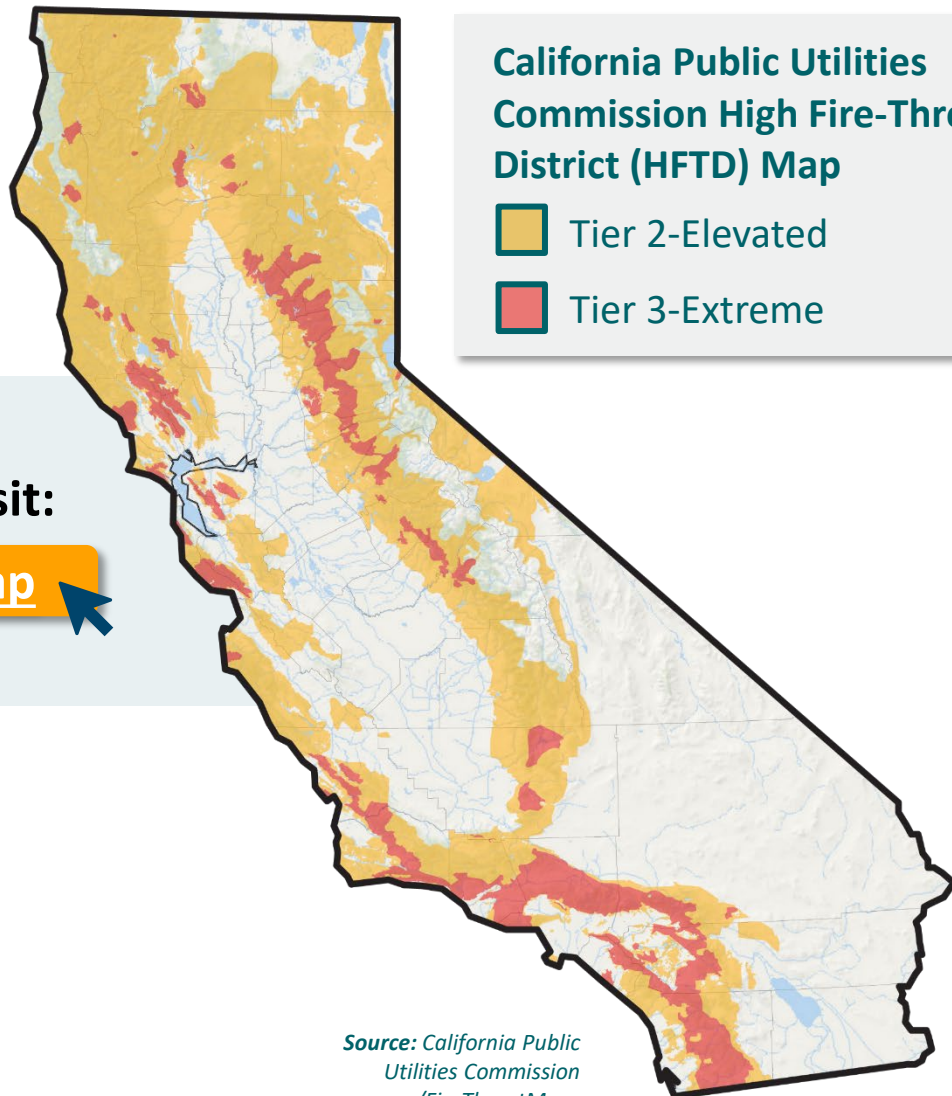 California Public Utilities
Commission High Fire-Thre
District (HFTD) Map
Tier 2-Elevated
Tier 3-Extreme
sit:
ap
Source: California Public
Utilities Commission